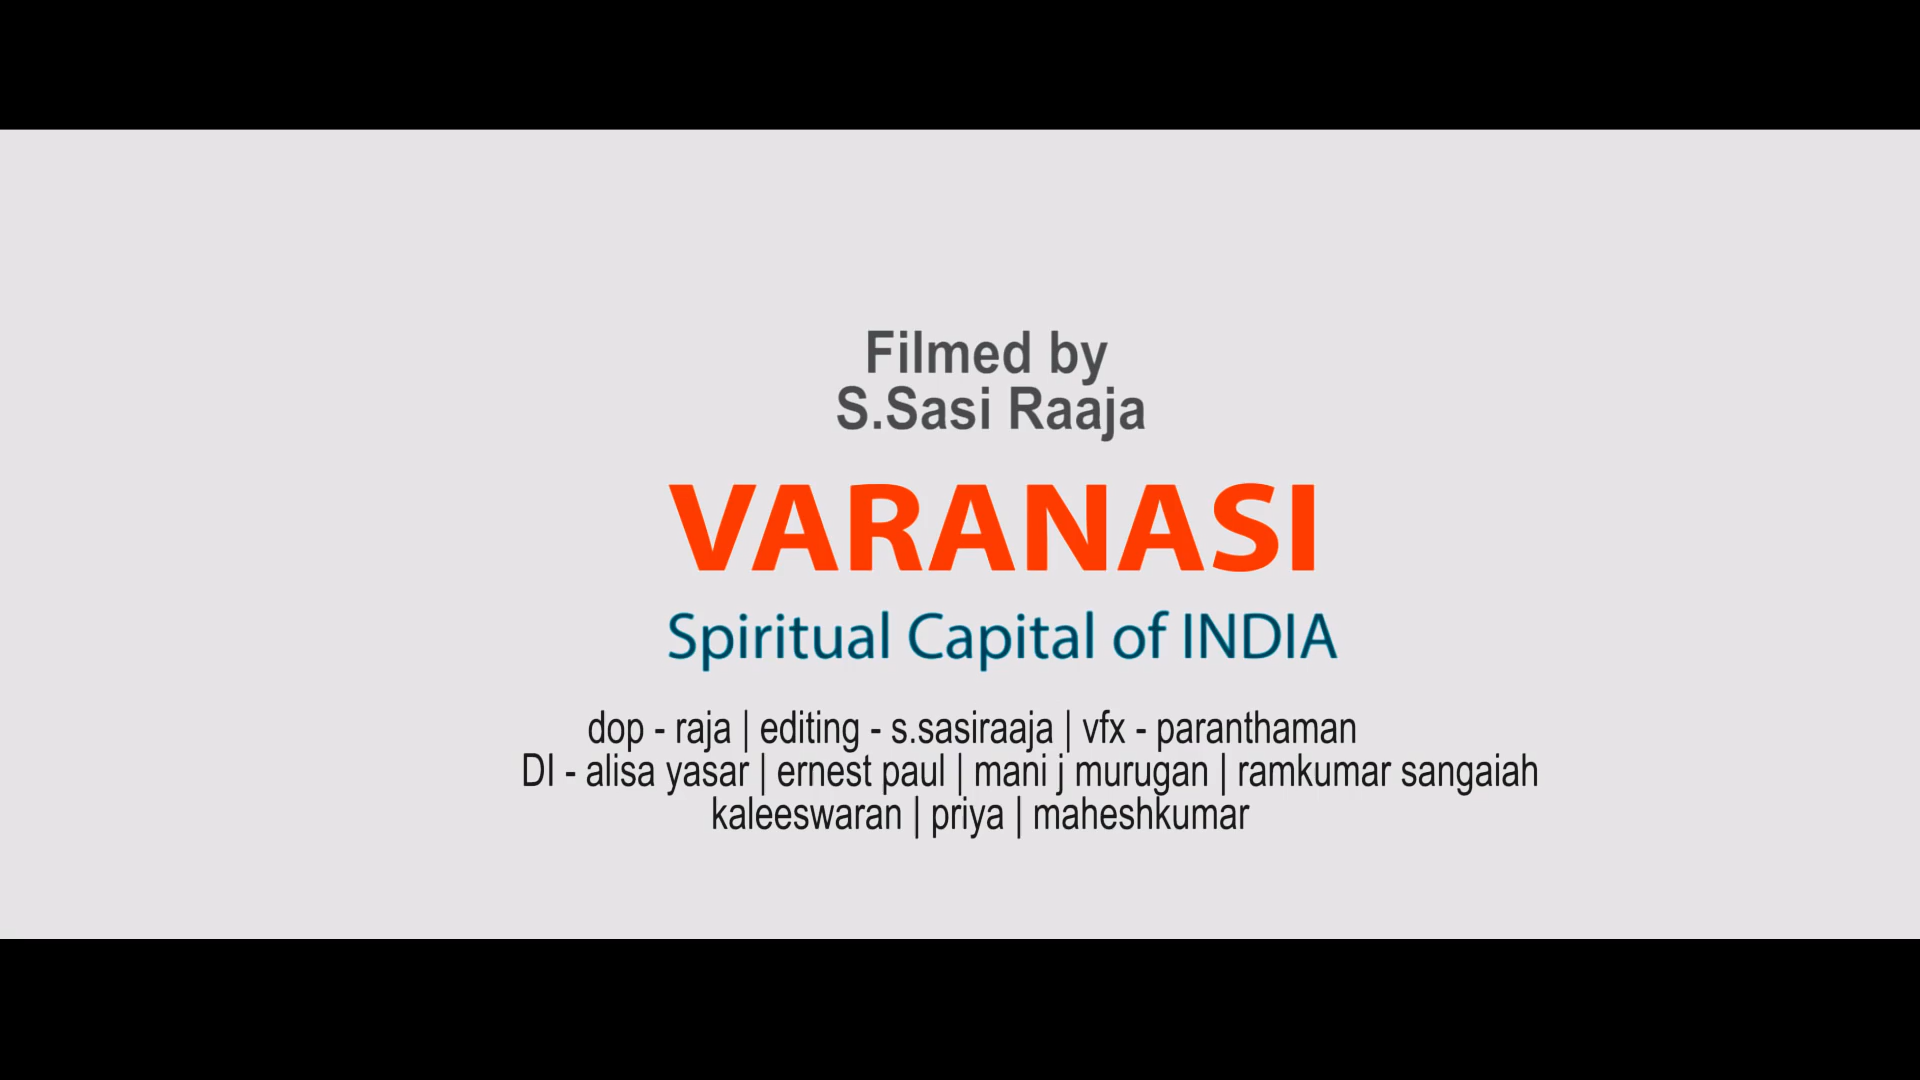 Filmed by
S.Sasi Raaja
VARANASI
Spiritual Capital of INDIA
dop - raja | editing - s.sasiraaja | vfx - paranthaman
DI - alisa yasar | ernest paul | mani j murugan | ramkumar sangaiah
kaleeswaran | priya | maheshkumar